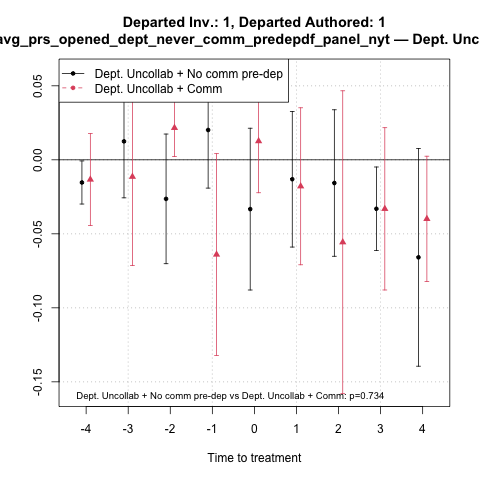 Departed Inv.: 1, Departed Authored: 1
avg_prs_opened_dept_never_comm_predepdf_panel_nyt — Dept. Unc
Dept. Uncollab + No comm pre-dep
Dept. Uncollab + Comm
0.05
0.00
-0.05
-0.10
-0.15
Dept. Uncollab + No comm pre-dep vs Dept. Uncollab + Comm: p=0.734
-4 -3 -2 -1 0 1 2 3 4
Time to treatment